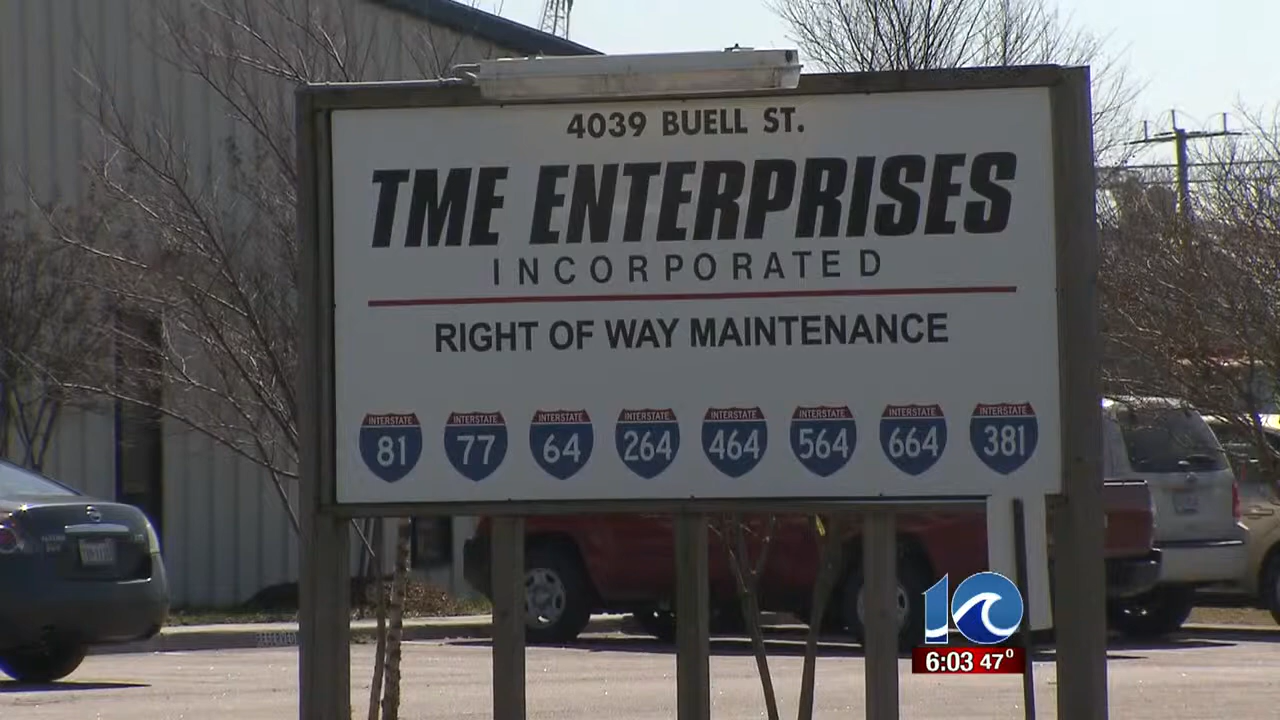 4039 BUELL ST.
TME ENTERPRISES
INCORPORATED
RIGHT OF WAY MAINTENANCE
INTERSTATE INTERSTATE INTERSTATE INTERSTATE INTERSTATE INTERSTATE INTERSTATE INTERSTATE
81 77 64 264 464 564 664 381
10
6:03 47°